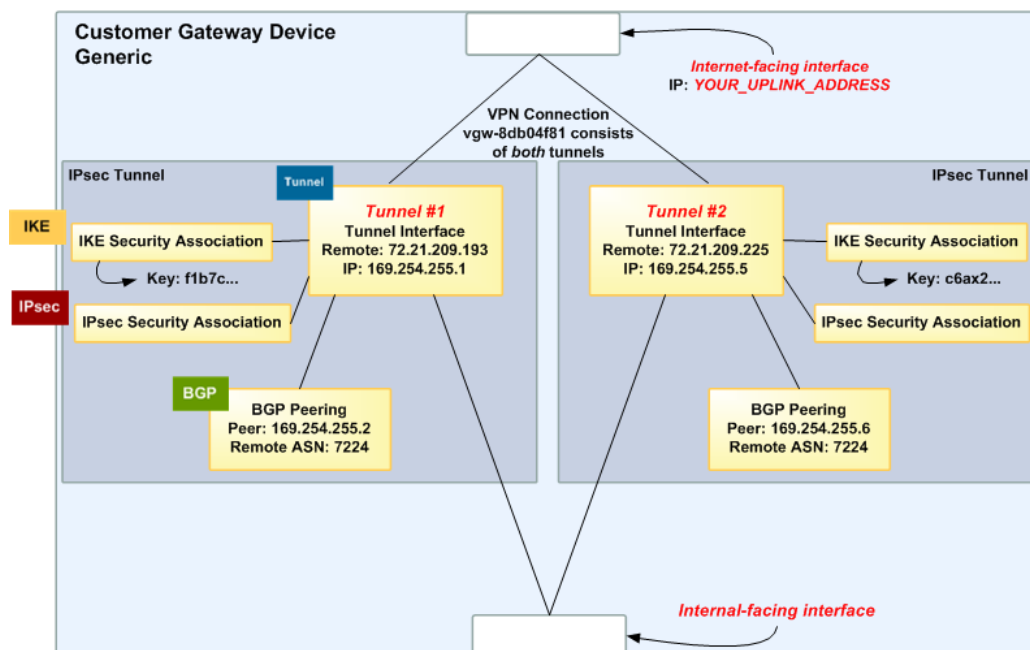 Customer Gateway Device
Generic
Internet-facing interface
IP: YOUR_UPLINK_ADDRESS
VPN Connection
vgw-8db04f81 consists
of both tunnels
IPsec Tunnel
Tunnel
IKE
Tunnel #1
Tunnel Interface
Remote: 72.21.209.193
IP: 169.254.255.1
IKE Security Association
Key: f1b7c...
IPsec
IPsec Security Association
BGP
BGP Peering
Peer: 169.254.255.2
Remote ASN: 7224
IPsec Tunnel
Tunnel #2
Tunnel Interface
Remote: 72.21.209.225
IP: 169.254.255.5
IKE Security Association
Key: c6ax2...
IPsec Security Association
BGP Peering
Peer: 169.254.255.6
Remote ASN: 7224
Internal-facing interface